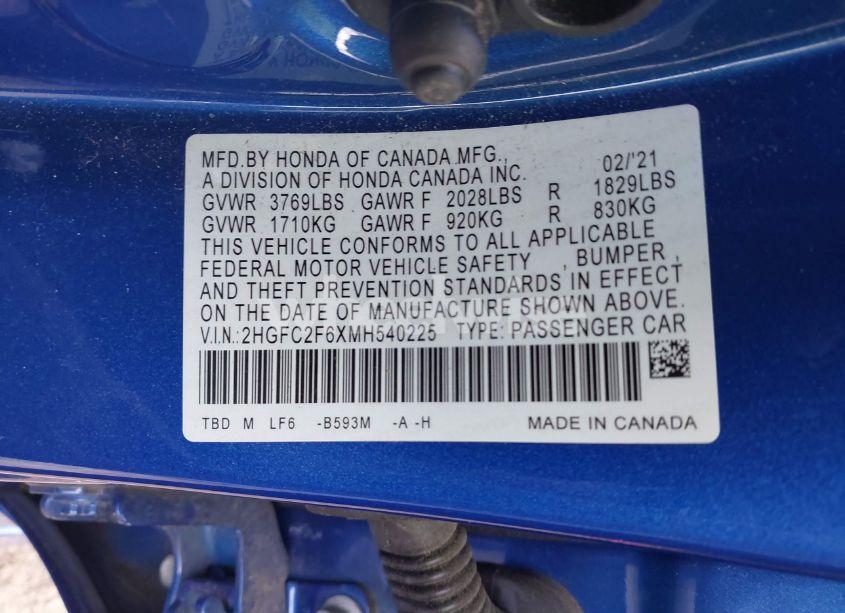 MFD.BY HONDA OF CANADA MFG., 02/'21
A DIVISION OF HONDA CANADA INC.
GVWR 3769LBS GAWR F 2028LBS R 1829LBS
GVWR 1710KG GAWR F 920KG R 830KG
THIS VEHICLE CONFORMS TO ALL APPLICABLE
FEDERAL MOTOR VEHICLE SAFETY , BUMPER ,
AND THEFT PREVENTION STANDARDS IN EFFECT
ON THE DATE OF MANUFACTURE SHOWN ABOVE.
V.I.N.:2HGFC2F6XMH540225 TYPE: PASSENGER CAR
TBD M LF6 -B593M -A -H MADE IN CANADA